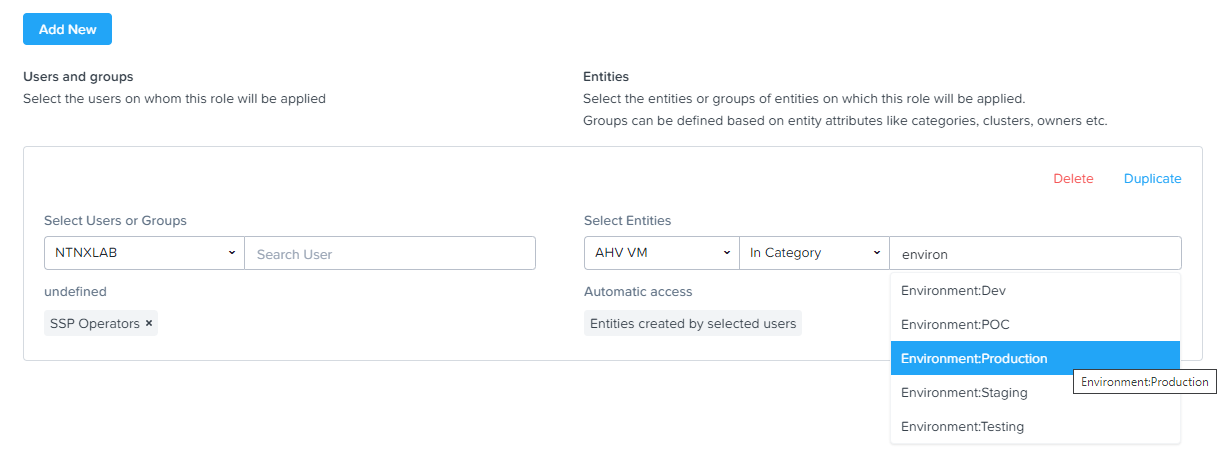 Add New
Users and groups
Select the users on whom this role will be applied
Entities
Select the entities or groups of entities on which this role will be applied.
Groups can be defined based on entity attributes like categories, clusters, owners etc.
Delete
Duplicate
Select Users or Groups
NTNXLAB
Search User
undefined
SSP Operators ×
Select Entities
AHV VM
In Category
environ
Automatic access
Entities created by selected users
Environment:Dev
Environment:POC
Environment:Production
Environment:Production
Environment:Staging
Environment:Testing